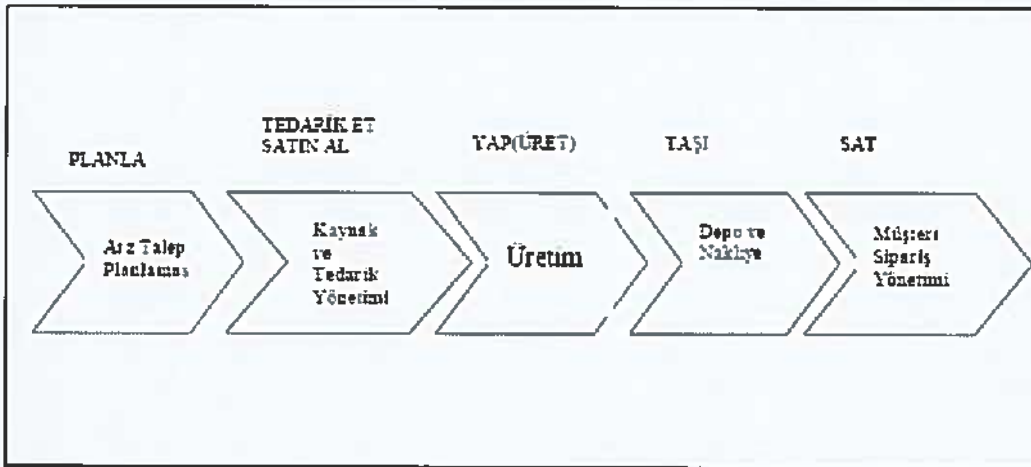 PLANLA
TEDARİK ET
SATIN AL
YAP(ÜRET)
TAŞI
SAT
Arz Talep
Planlaması
Kaynak
ve
Tedarik
Yönetimi
Üretim
Depo ve
Nakliye
Müşteri
Sipariş
Yönetimi